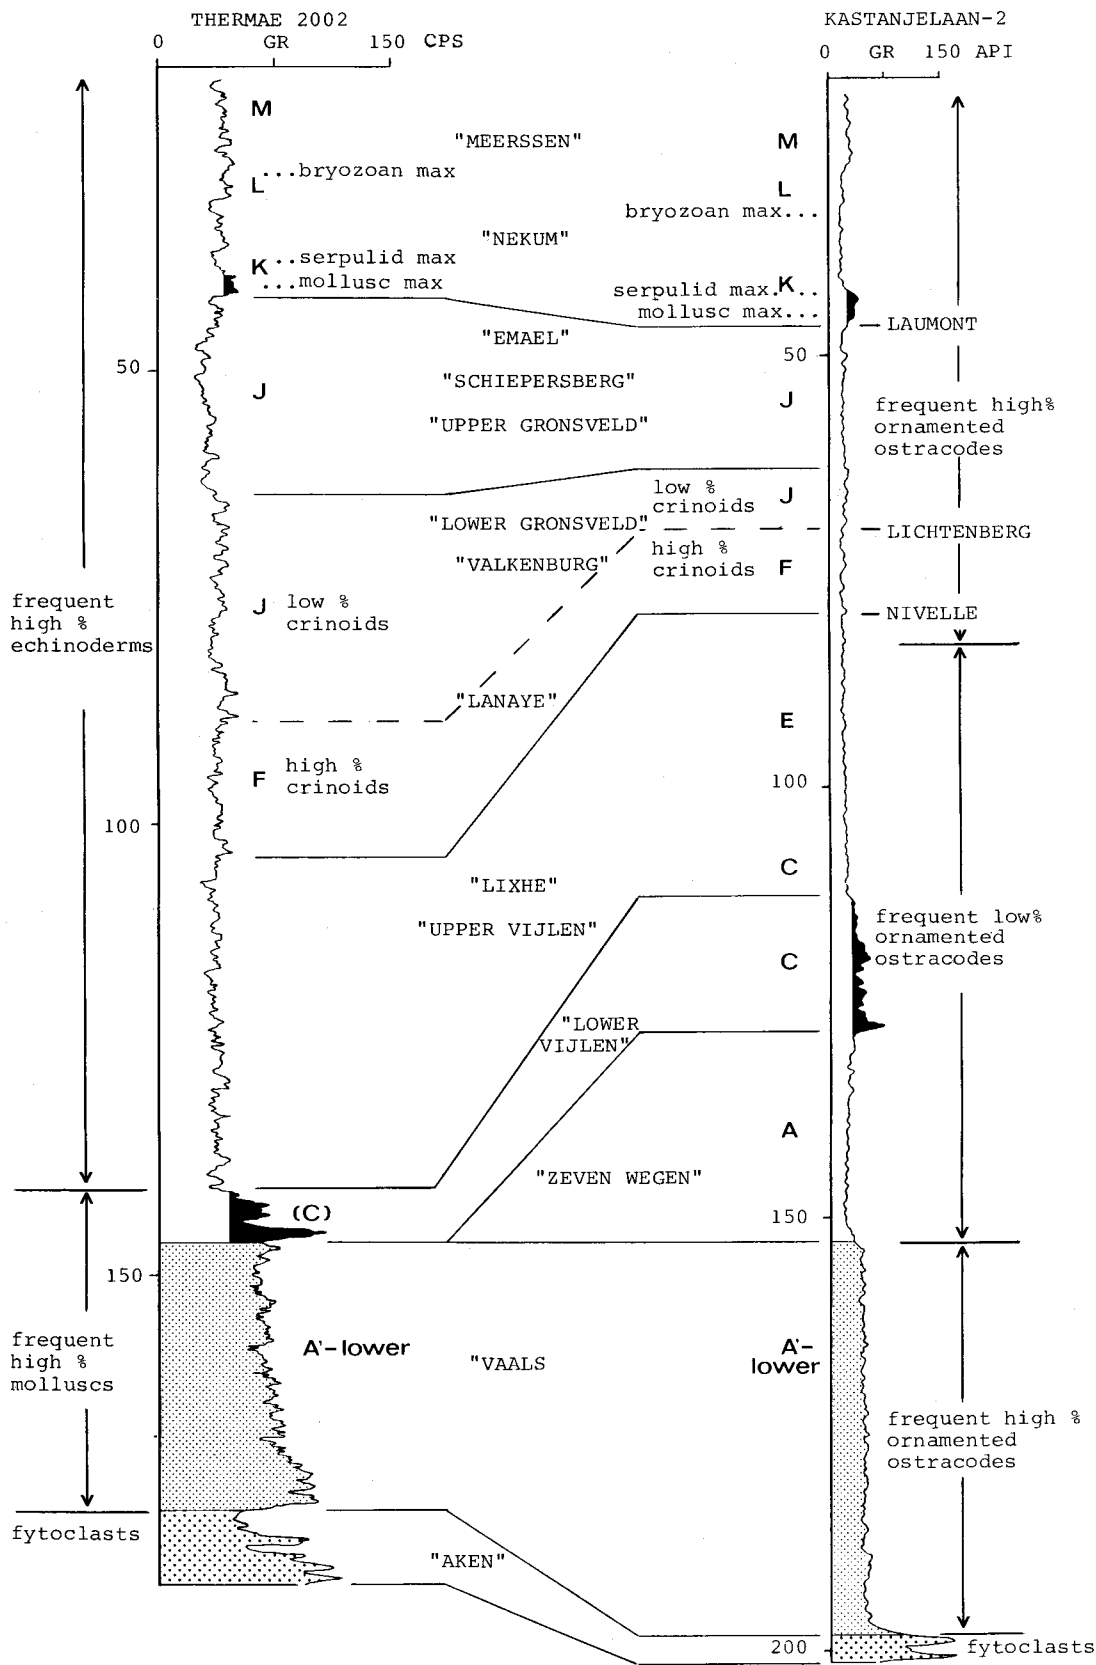 THERMAE 2002
0 GR 150 CPS
KASTANJELAAN-2
0 GR 150 API
M
"MEERSSEN"
M
...bryozoan max
L
L
bryozoan max...
"NEKUM"
K
..serpulid max
...mollusc max
K
serpulid max...
mollusc max...
LAUMONT
"EMAEL"
50
50
"SCHIEPERSBERG"
J
J
"UPPER GRONSVELD"
frequent high%
ornamented
ostracodes
low %
crinoids
J
"LOWER GRONSVELD"
LICHTENBERG
"VALKENBURG"
high %
crinoids
F
frequent
high %
echinoderms
J
low %
crinoids
NIVELLE
"LANAYE"
E
F
high %
crinoids
100
100
"LIXHE"
C
"UPPER VIJLEN"
frequent low%
ornamented
ostracodes
C
"LOWER
VIJLEN"
A
"ZEVEN WEGEN"
(C)
150
150
frequent
high %
molluscs
A'-lower
"VAALS
A'-
lower
frequent high %
ornamented
ostracodes
fytoclasts
"AKEN"
200
fytoclasts